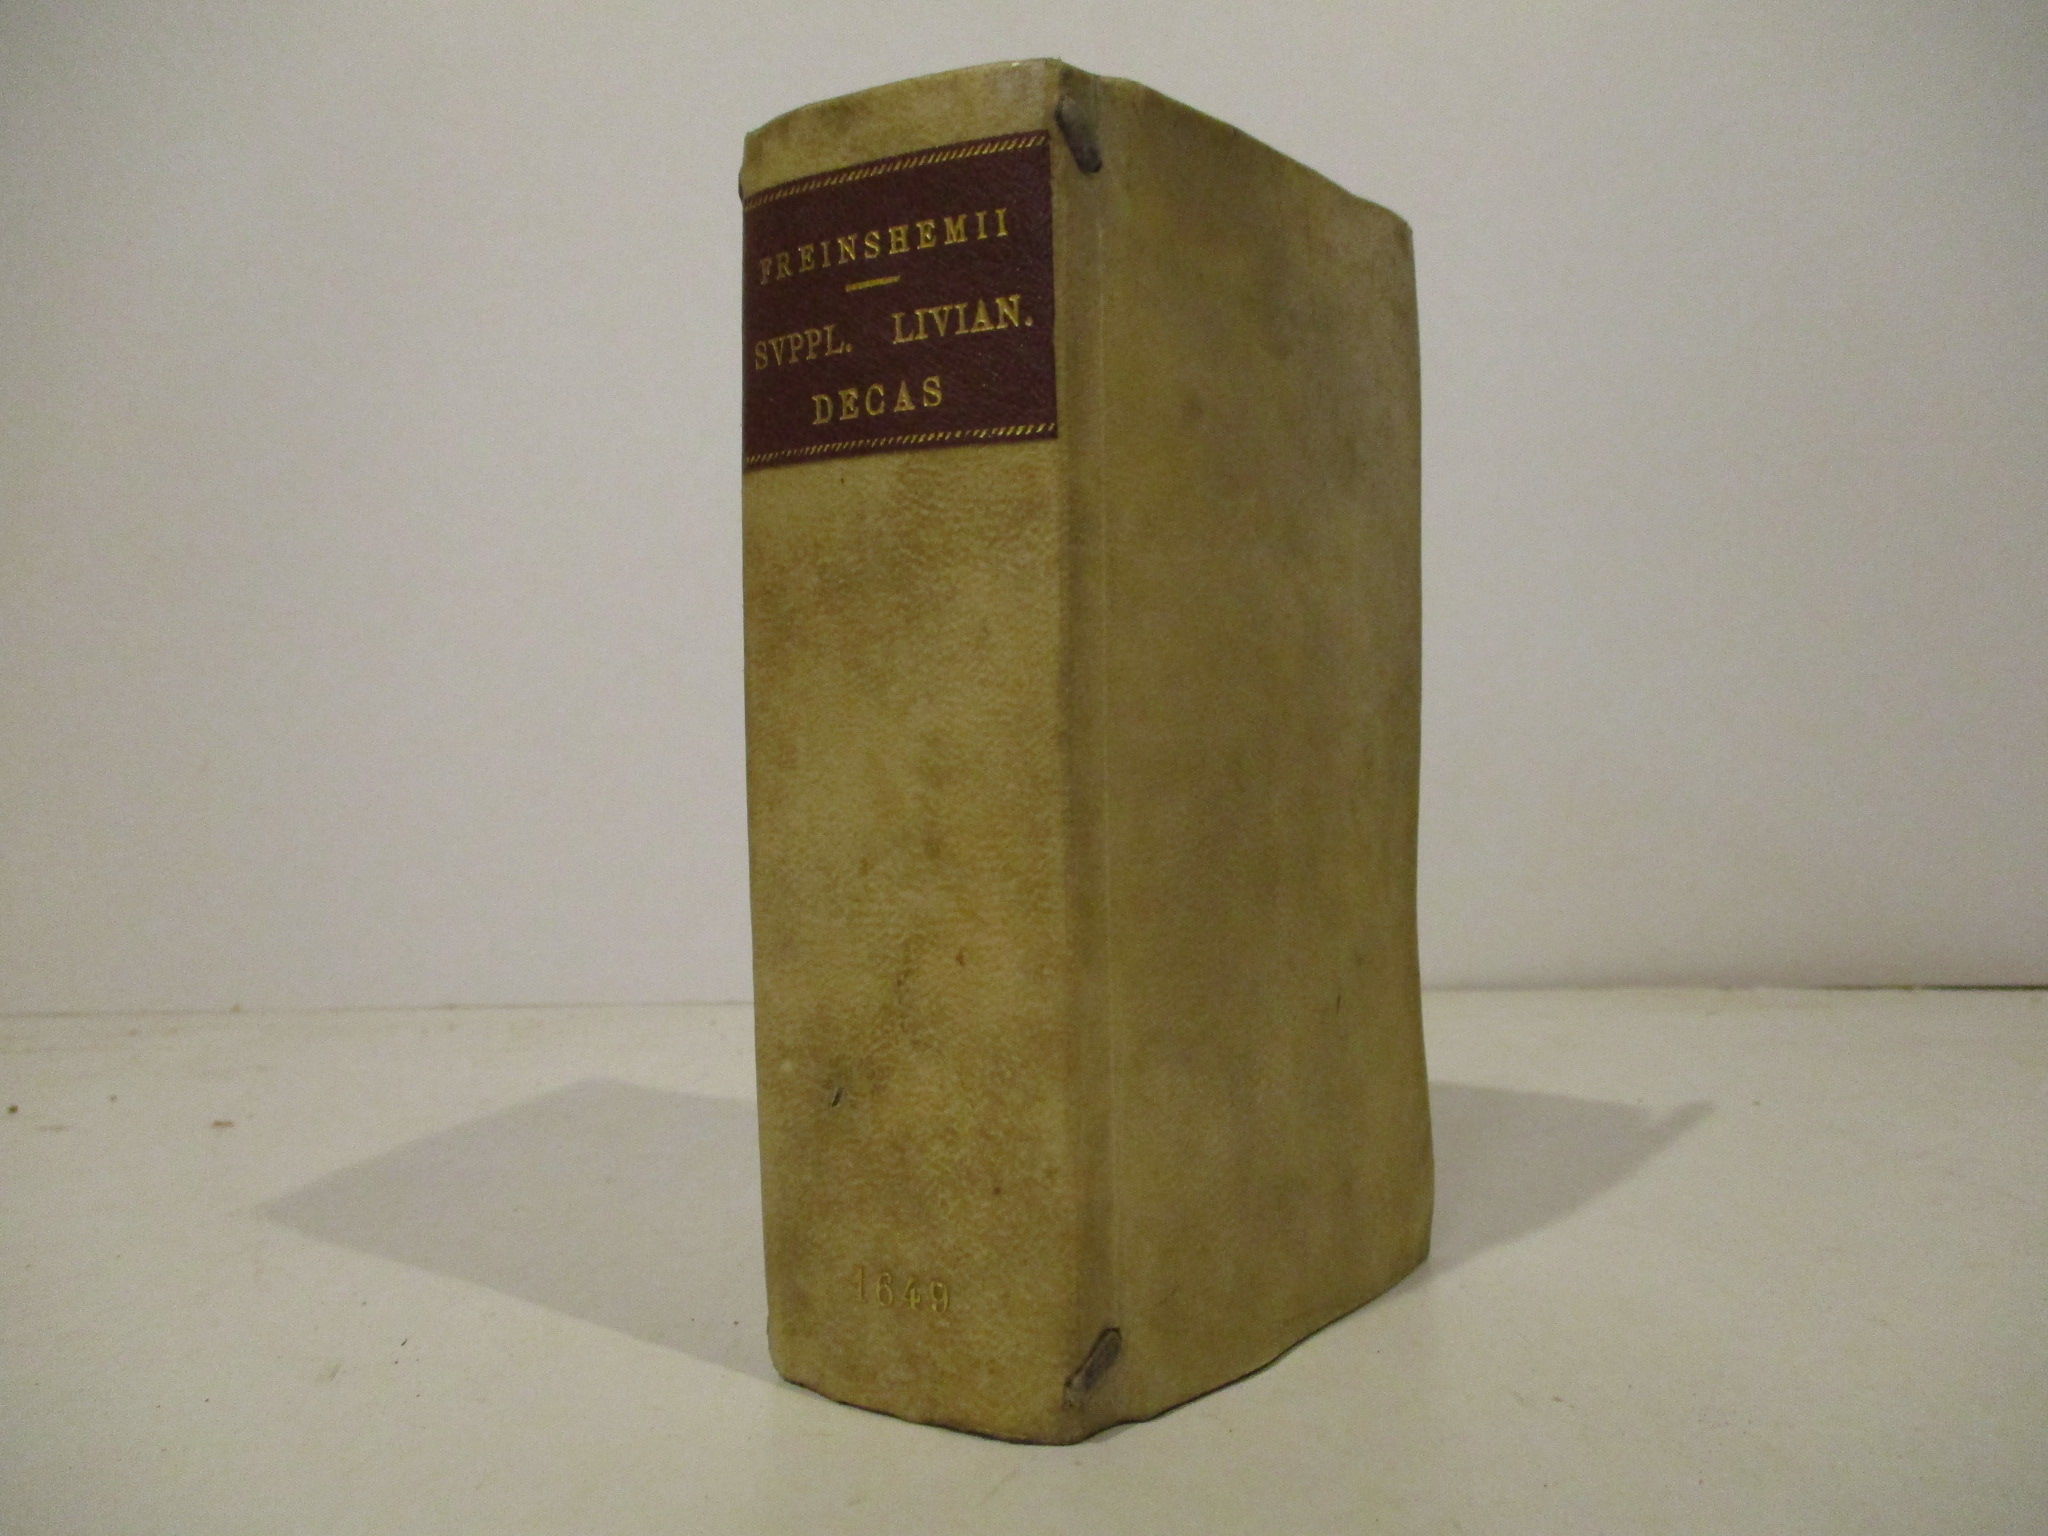 FREINSHEMII
SVPPL. LIVIAN.
DECAS
1649